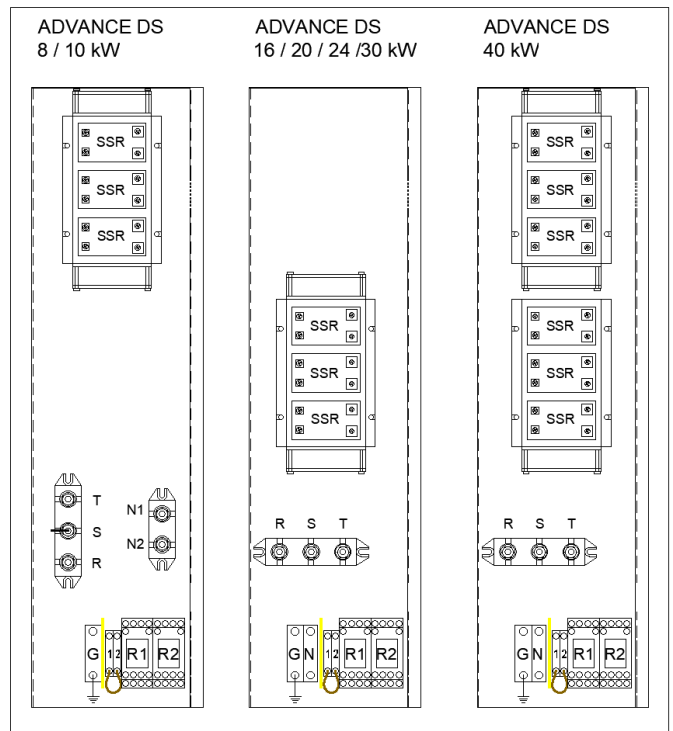 ADVANCE DS
8 / 10 kW
SSR
SSR
SSR
T
S
R
N1
N2
G
1
2
R1
R2
ADVANCE DS
16 / 20 / 24 /30 kW
SSR
SSR
SSR
R
S
T
G
N
1
2
R1
R2
ADVANCE DS
40 kW
SSR
SSR
SSR
SSR
SSR
SSR
R
S
T
G
N
1
2
R1
R2